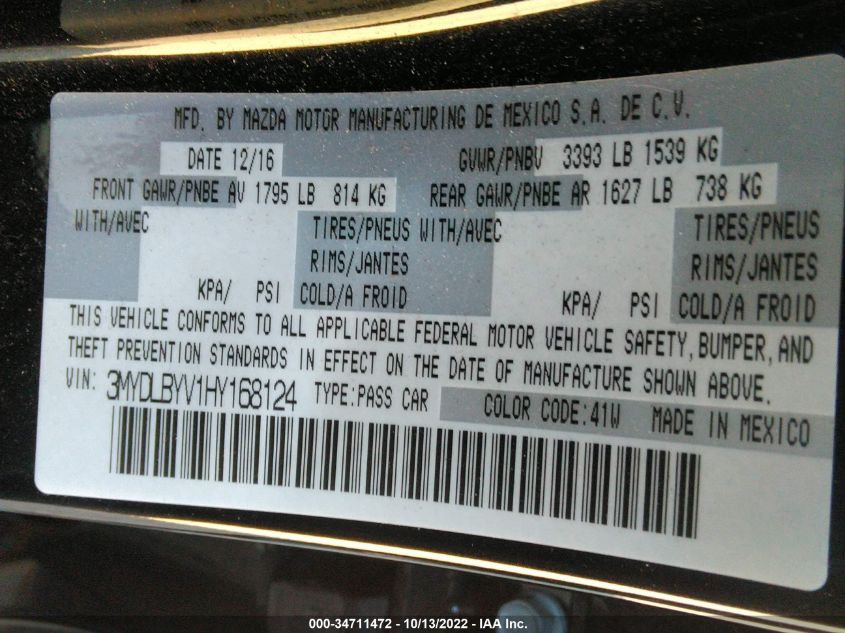 MFD. BY MAZDA MOTOR MANUFACTURING DE MEXICO S.A. DE C.V.
DATE 12/16 GVWR/PNBV 3393 LB 1539 KG
FRONT GAWR/PNBE AV 1795 LB 814 KG REAR GAWR/PNBE AR 1627 LB 738 KG
WITH/AVEC TIRES/PNEUS WITH/AVEC TIRES/PNEUS
RIMS/JANTES RIMS/JANTES
KPA/ PSI COLD/A FROID KPA/ PSI COLD/A FROID
THIS VEHICLE CONFORMS TO ALL APPLICABLE FEDERAL MOTOR VEHICLE SAFETY, BUMPER, AND
THEFT PREVENTION STANDARDS IN EFFECT ON THE DATE OF MANUFACTURE SHOWN ABOVE.
VIN: 3MYDLBYV1HY168124 TYPE:PASS CAR COLOR CODE:41W MADE IN MEXICO
000-34711472 - 10/13/2022 - IAA Inc.